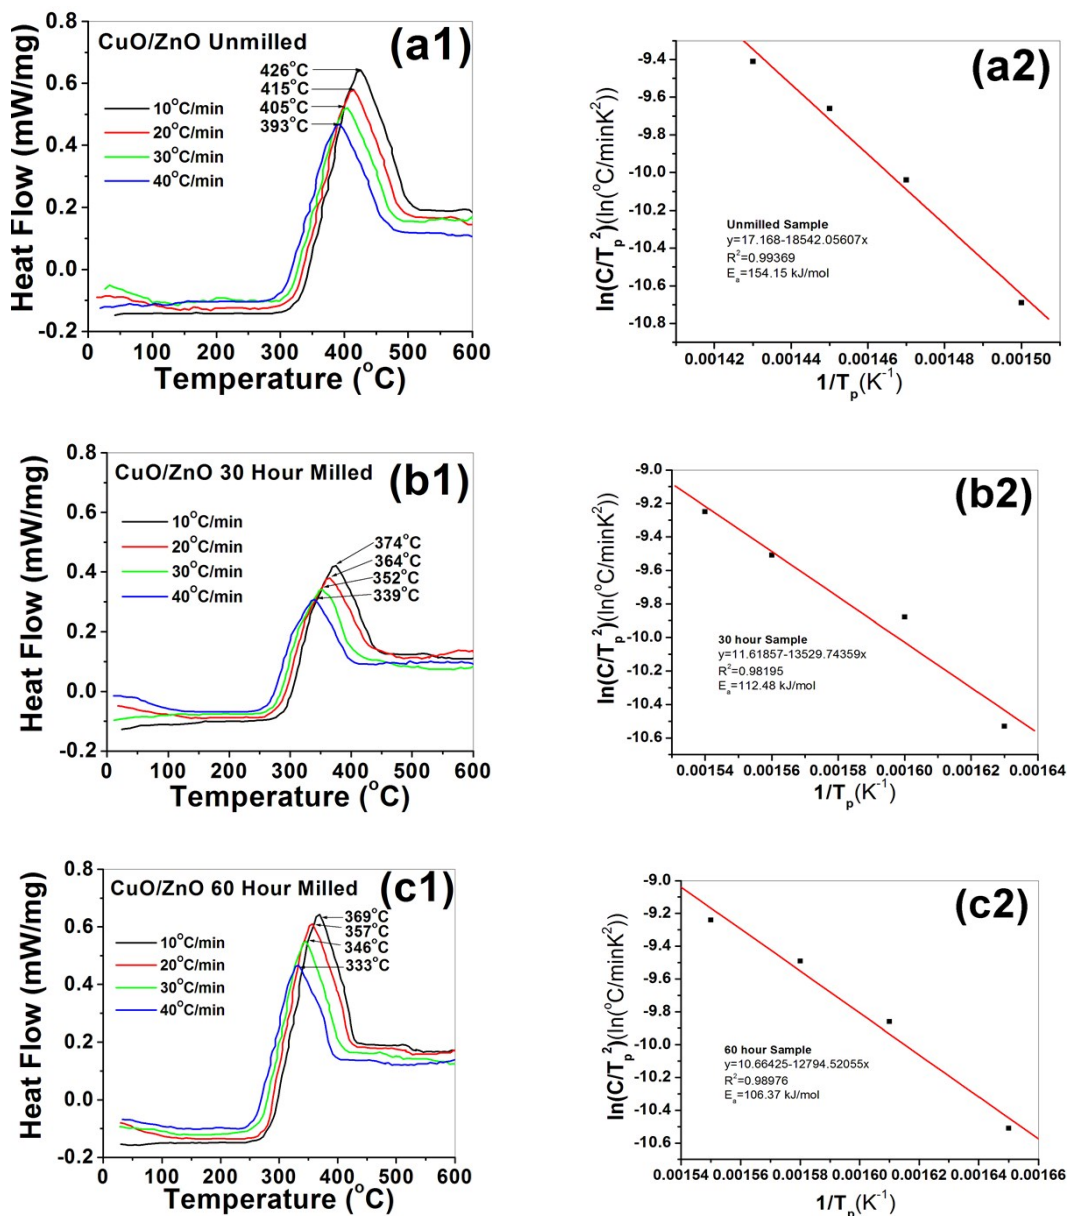 CuO/ZnO Unmilled
(a1)
426°C
415°C
405°C
393°C
10°C/min
20°C/min
30°C/min
40°C/min
Heat Flow (mW/mg)
0.8
0.6
0.4
0.2
0.0
-0.2
0 100 200 300 400 500 600
Temperature (°C)
(a2)
ln(C/Tp²)(ln(°C/minK²))
-9.4
-9.6
-9.8
-10.0
-10.2
-10.4
-10.6
-10.8
Unmilled Sample
y=17.168-18542.05607x
R²=0.99369
Ea=154.15 kJ/mol
0.00142 0.00144 0.00146 0.00148 0.00150
1/Tp(K⁻¹)
CuO/ZnO 30 Hour Milled
(b1)
374°C
364°C
352°C
339°C
10°C/min
20°C/min
30°C/min
40°C/min
Heat Flow (mW/mg)
0.8
0.6
0.4
0.2
0.0
-0.2
0 100 200 300 400 500 600
Temperature (°C)
(b2)
ln(C/Tp²)(ln(°C/minK²))
-9.0
-9.2
-9.4
-9.6
-9.8
-10.0
-10.2
-10.4
-10.6
30 hour Sample
y=11.61857-13529.74359x
R²=0.98195
Ea=112.48 kJ/mol
0.00154 0.00156 0.00158 0.00160 0.00162 0.00164
1/Tp(K⁻¹)
CuO/ZnO 60 Hour Milled
(c1)
369°C
357°C
346°C
333°C
10°C/min
20°C/min
30°C/min
40°C/min
Heat Flow (mW/mg)
0.8
0.6
0.4
0.2
0.0
-0.2
0 100 200 300 400 500 600
Temperature (°C)
(c2)
ln(C/Tp²)(ln(°C/minK²))
-9.0
-9.2
-9.4
-9.6
-9.8
-10.0
-10.2
-10.4
-10.6
60 hour Sample
y=10.66425-12794.52055x
R²=0.98976
Ea=106.37 kJ/mol
0.001540 0.001560 0.001580 0.001600 0.001620 0.001640 0.00166
1/Tp(K⁻¹)